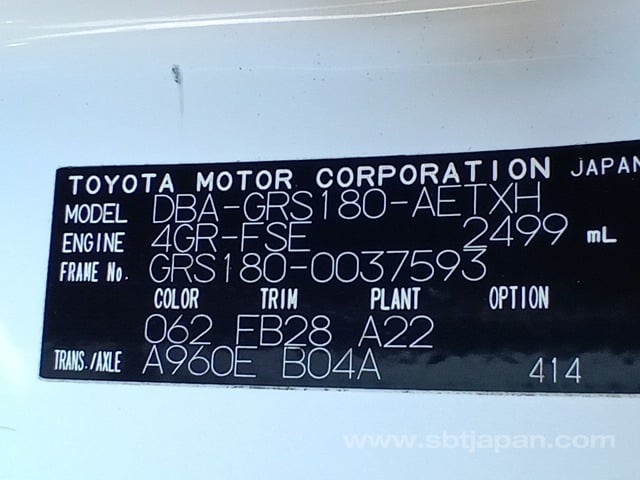 TOYOTA MOTOR CORPORATION JAPAN
MODEL DBA-GRS180-AETXH
ENGINE 4GR-FSE 2499 mL
FRAME No. GRS180-0037593
COLOR TRIM PLANT OPTION
062 FB28 A22
TRANS./AXLE A960E B04A 414
www.sbtjapan.com